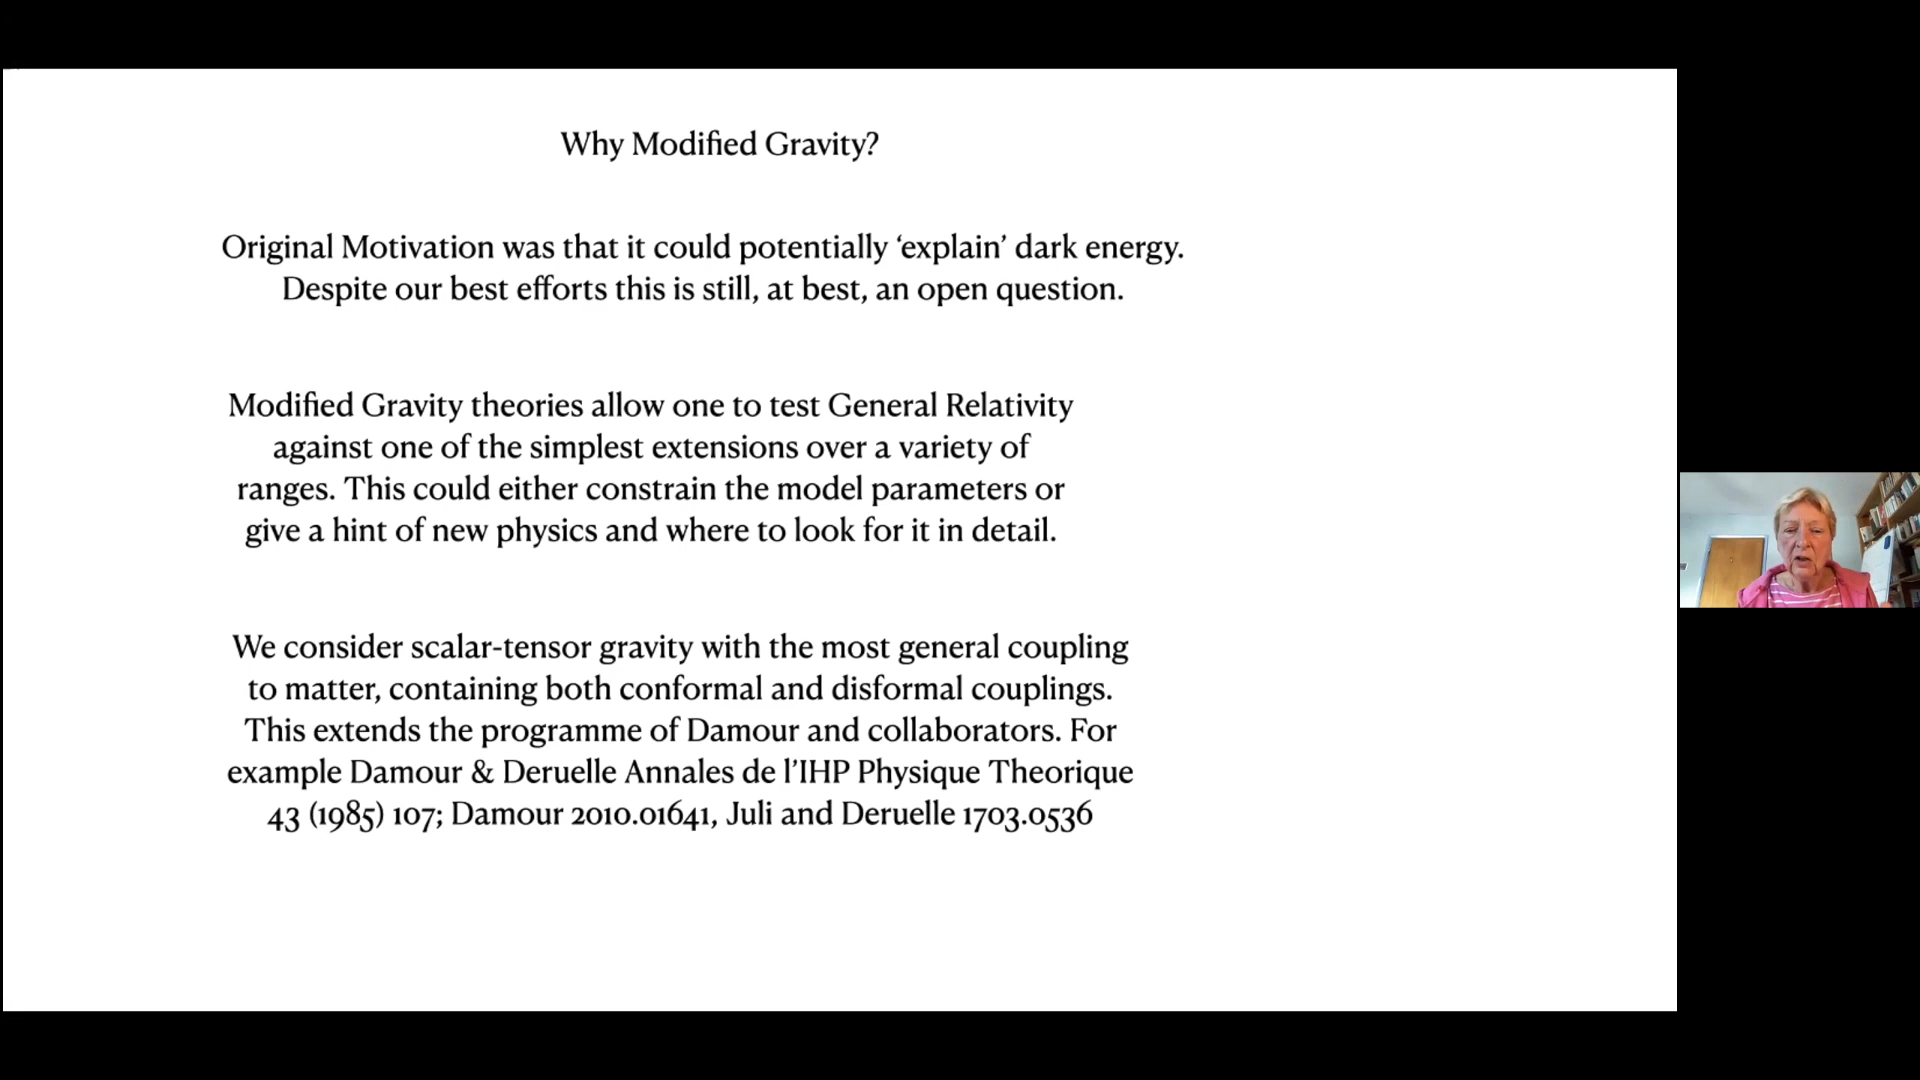 Why Modified Gravity?
Original Motivation was that it could potentially ‘explain’ dark energy.
Despite our best efforts this is still, at best, an open question.
Modified Gravity theories allow one to test General Relativity
against one of the simplest extensions over a variety of
ranges. This could either constrain the model parameters or
give a hint of new physics and where to look for it in detail.
We consider scalar-tensor gravity with the most general coupling
to matter, containing both conformal and disformal couplings.
This extends the programme of Damour and collaborators. For
example Damour & Deruelle Annales de l’IHP Physique Theorique
43 (1985) 107; Damour 2010.01641, Juli and Deruelle 1703.0536